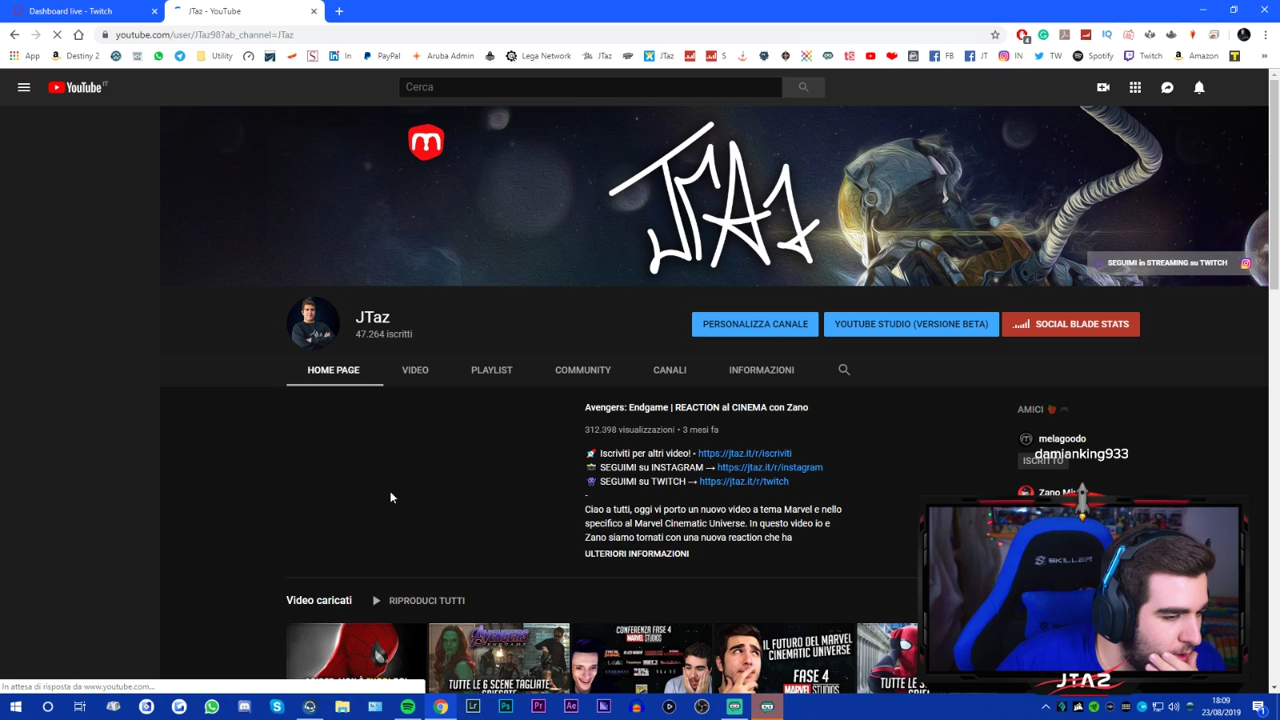 Dashboard live - Twitch
JTaz - YouTube
youtube.com/user/JTaz98?ab_channel=JTaz
App Destiny 2 Utility In PayPal Aruba Admin Lega Network JTaz JTaz S FB JT IN TW Spotify Twitch Amazon
YouTube IT
Cerca
JTAz
SEGUIMI in STREAMING su TWITCH
JTaz
47.264 iscritti
PERSONALIZZA CANALE
YOUTUBE STUDIO (VERSIONE BETA)
SOCIAL BLADE STATS
HOME PAGE VIDEO PLAYLIST COMMUNITY CANALI INFORMAZIONI
Avengers: Endgame | REACTION al CINEMA con Zano
312.398 visualizzazioni • 3 mesi fa
Iscriviti per altri video! - https://jtaz.it/r/iscriviti
SEGUIMI su INSTAGRAM → https://jtaz.it/r/instagram
SEGUIMI su TWITCH → https://jtaz.it/r/twitch
-
Ciao a tutti, oggi vi porto un nuovo video a tema Marvel e nello
specifico al Marvel Cinematic Universe. In questo video io e
Zano siamo tornati con una nuova reaction che ha
ULTERIORI INFORMAZIONI
AMICI
melagoodo
damianking933
ISCRITTO
Zano
Video caricati
RIPRODUCI TUTTI
AVENGERS
TUTTE LE 6 SCENE TAGLIATE
CONFERENZA FASE 4
MARVEL STUDIOS
IL FUTURO DEL MARVEL
CINEMATIC UNIVERSE
FASE 4
MARVEL STUDIOS
SKILLER
JTAZ
In attesa di risposta da www.youtube.com...
18:09
23/08/2019